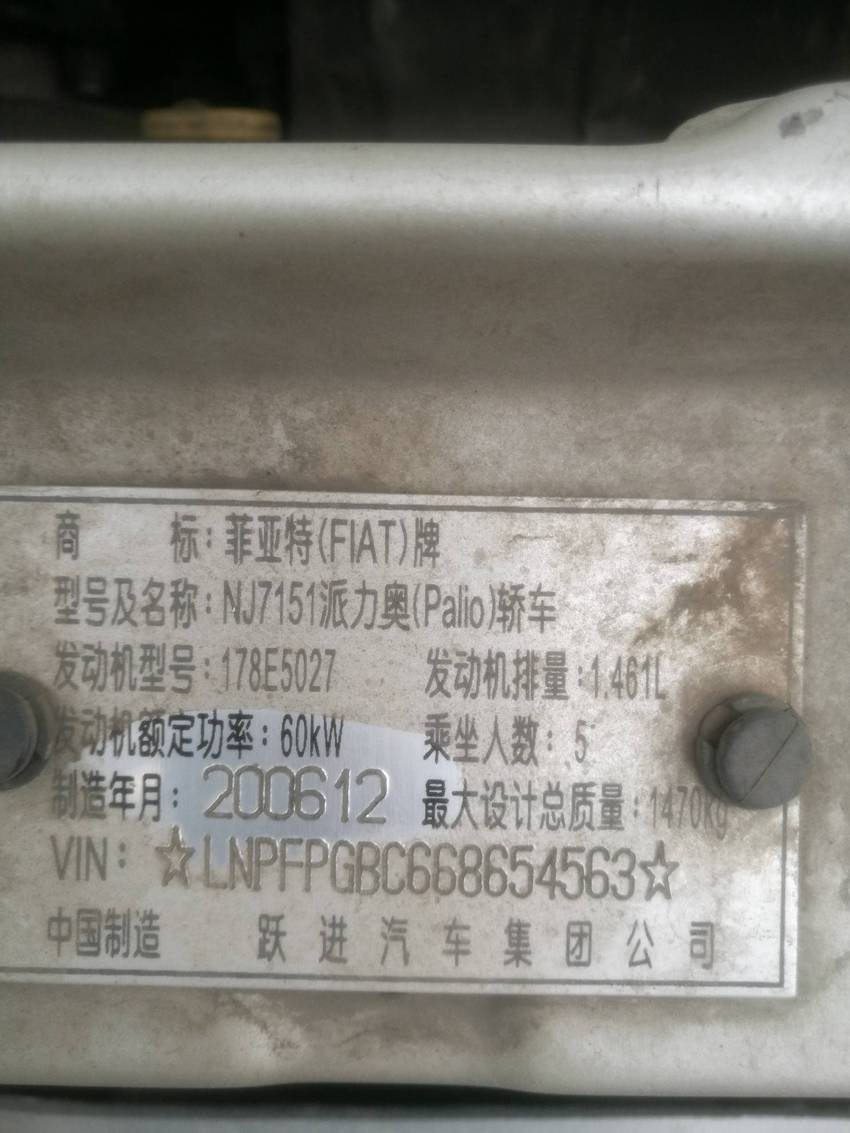 商 标：菲亚特(FIAT)牌
型号及名称：NJ7151派力奥(Palio)轿车
发动机型号：178E5027 发动机排量：1.461L
发动机额定功率：60kW 乘坐人数：5
制造年月：200612 最大设计总质量：1470kg
VIN：☆LNPFPGBC668654563☆
中国制造 跃进汽车集团公司